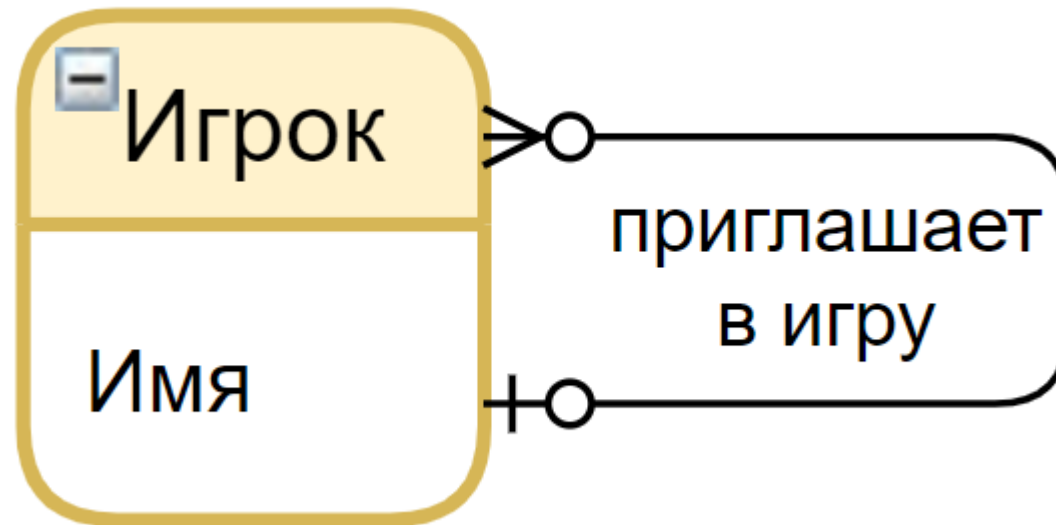 Игрок
приглашает
в игру
Имя